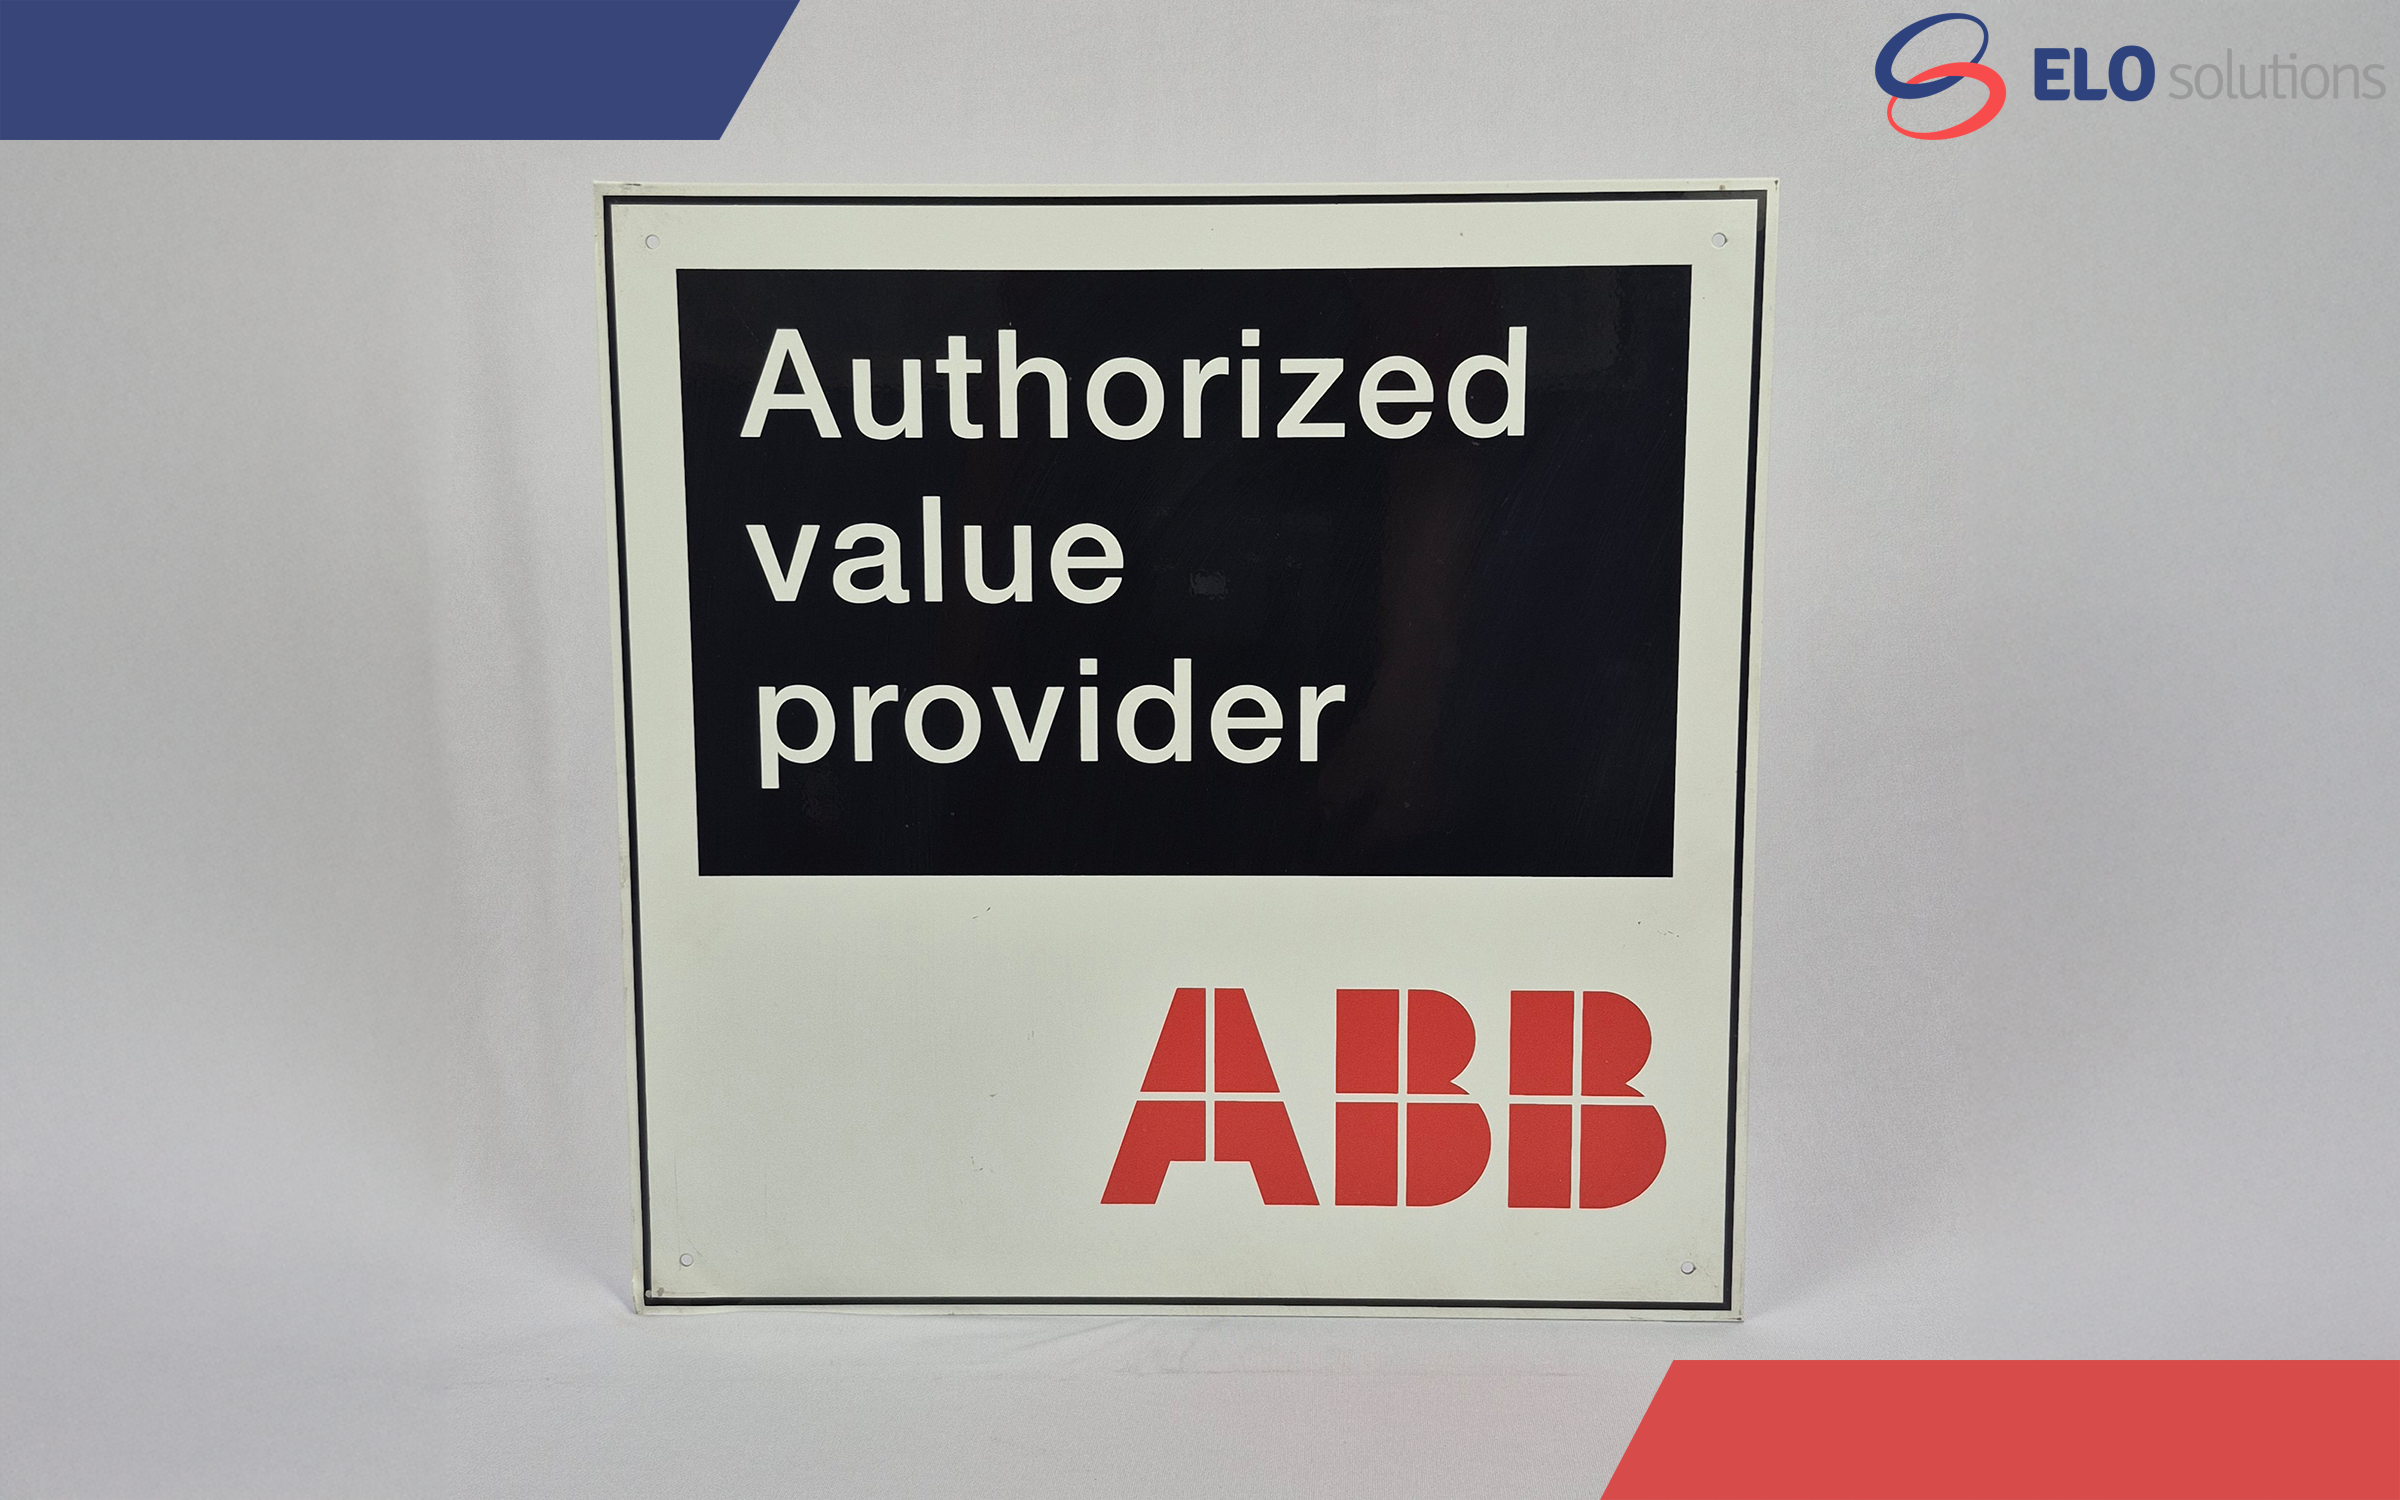 ELO solutions
Authorized
value
provider
ABB